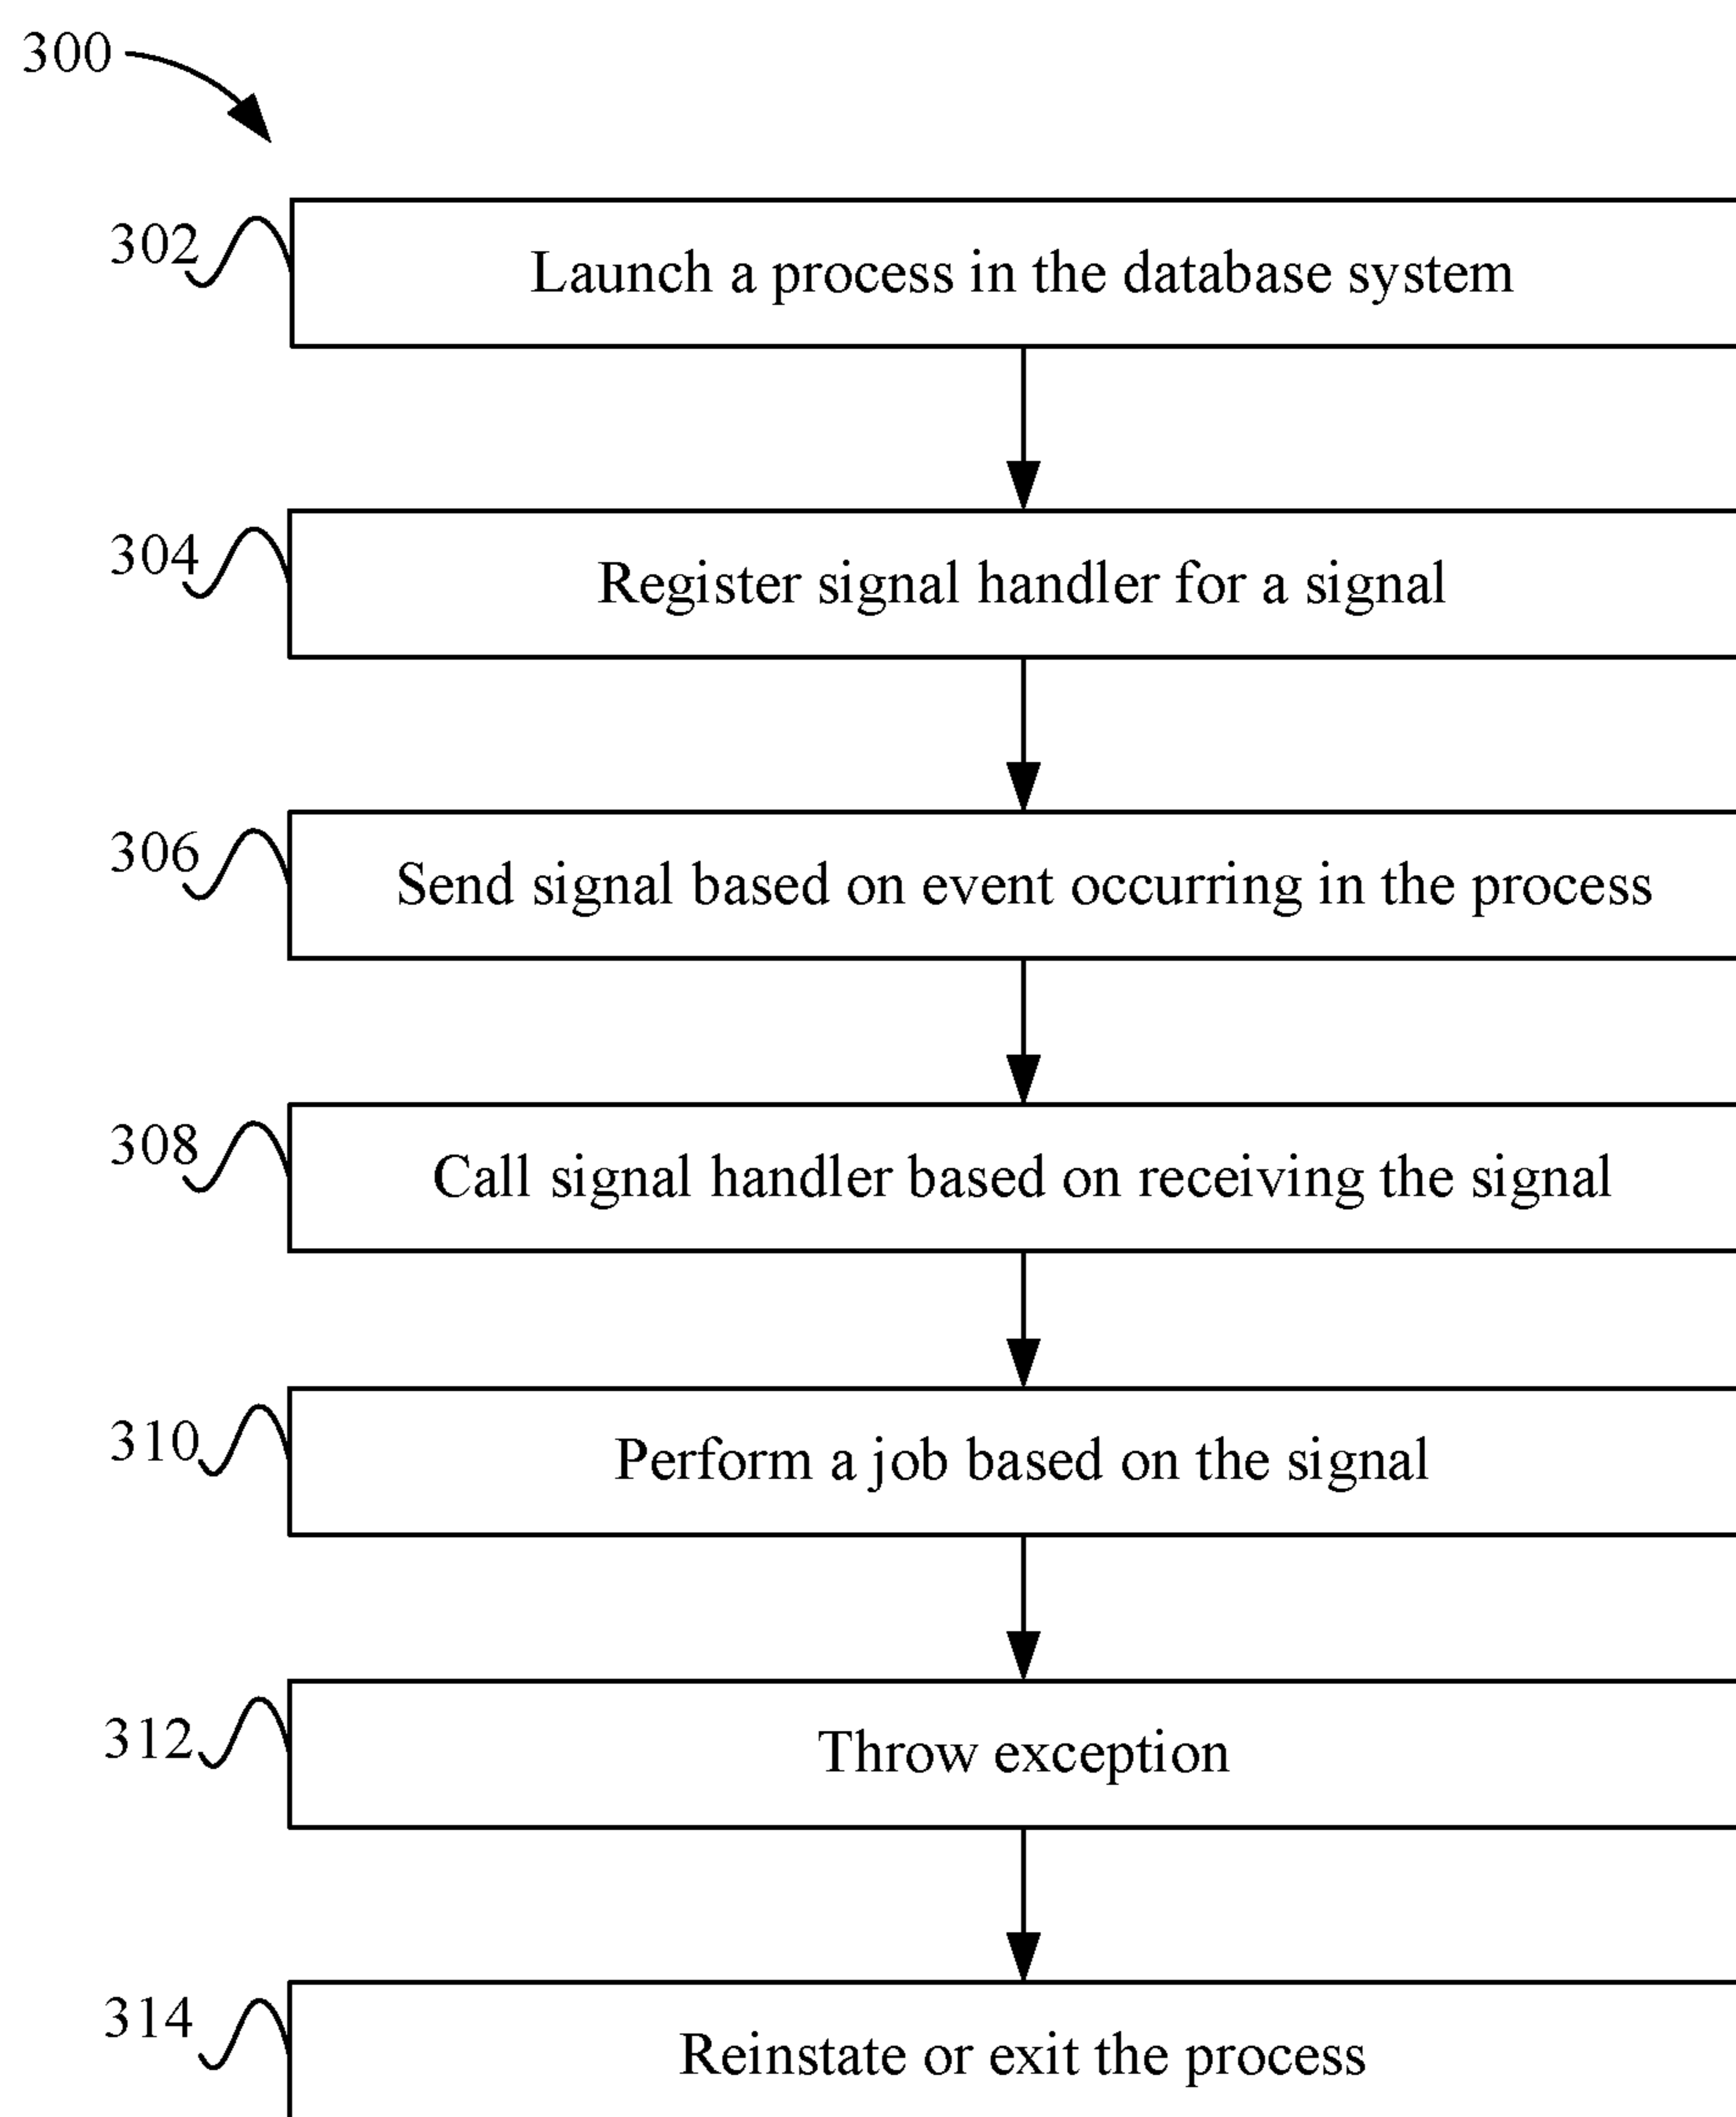 300
302 Launch a process in the database system
304 Register signal handler for a signal
306 Send signal based on event occurring in the process
308 Call signal handler based on receiving the signal
310 Perform a job based on the signal
312 Throw exception
314 Reinstate or exit the process